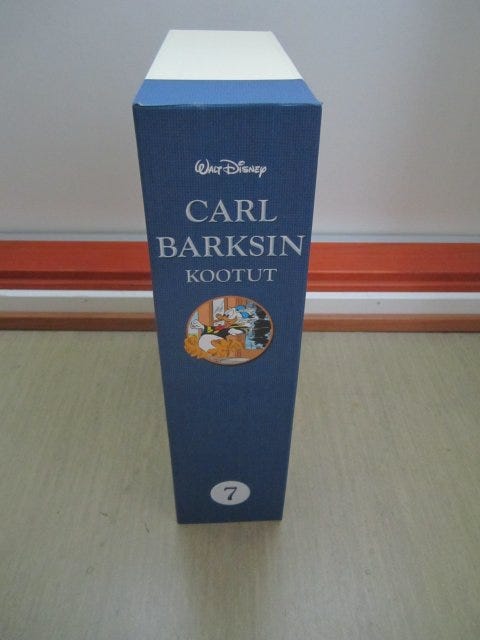 Walt Disney
CARL
BARKSIN
KOOTUT
7